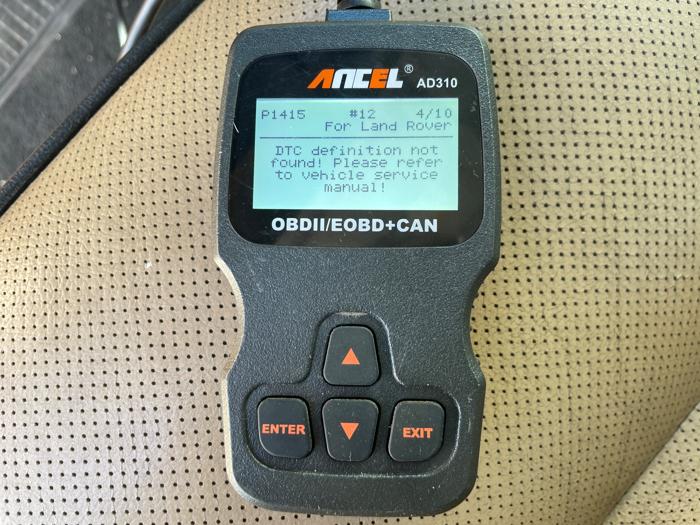 ANCEL® AD310
P1415 #12 4/10
For Land Rover
DTC definition not
found! Please refer
to vehicle service
manual!
OBDII/EOBD+CAN
ENTER
EXIT